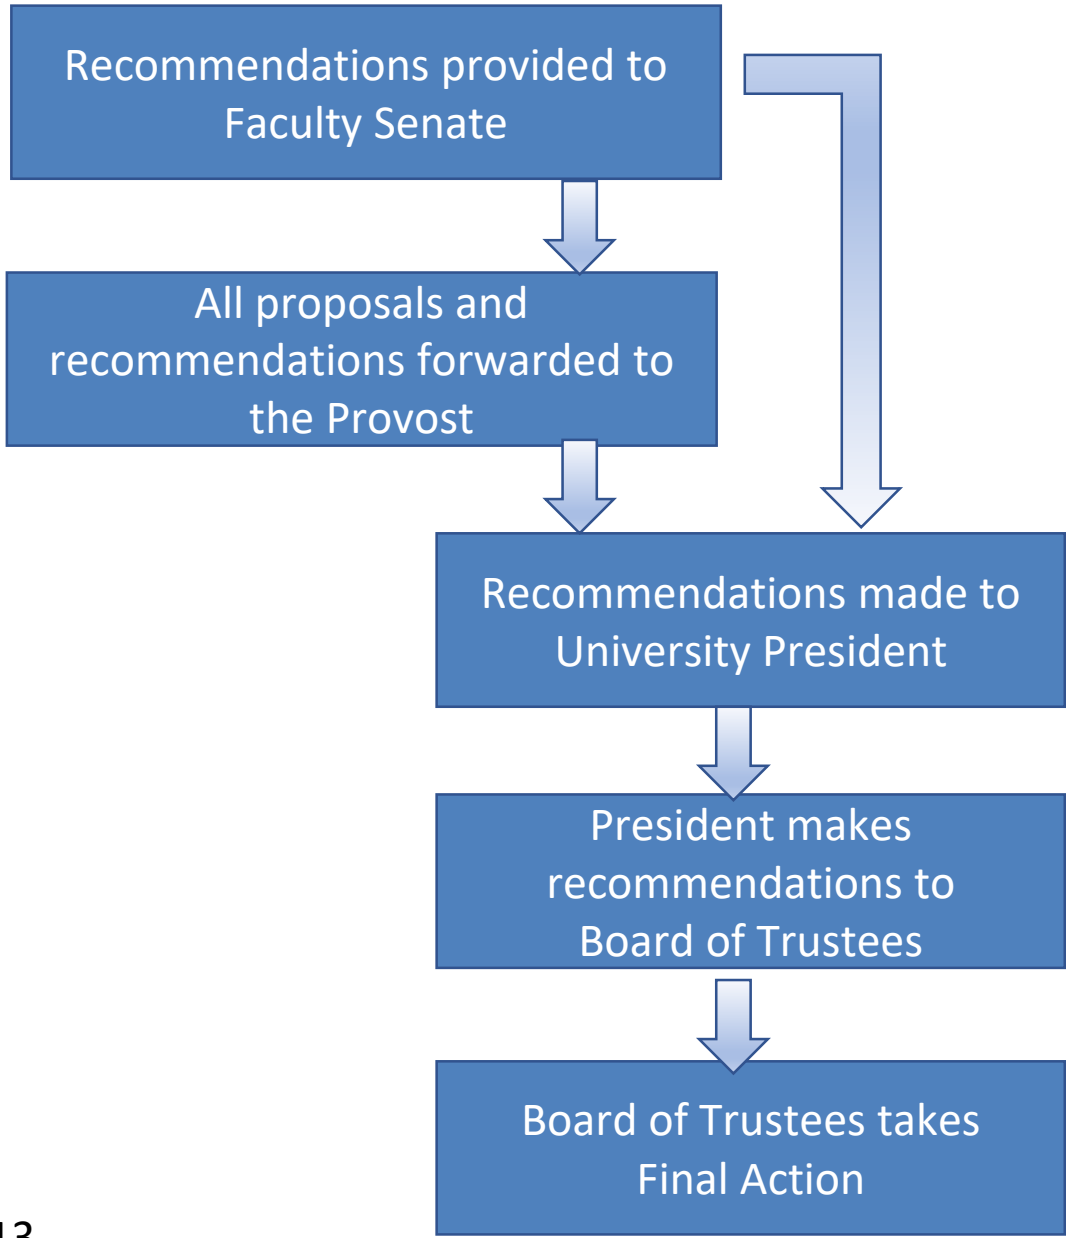 Recommendations provided to
Faculty Senate
All proposals and
recommendations forwarded to
the Provost
Recommendations made to
University President
President makes
recommendations to
Board of Trustees
Board of Trustees takes
Final Action
13